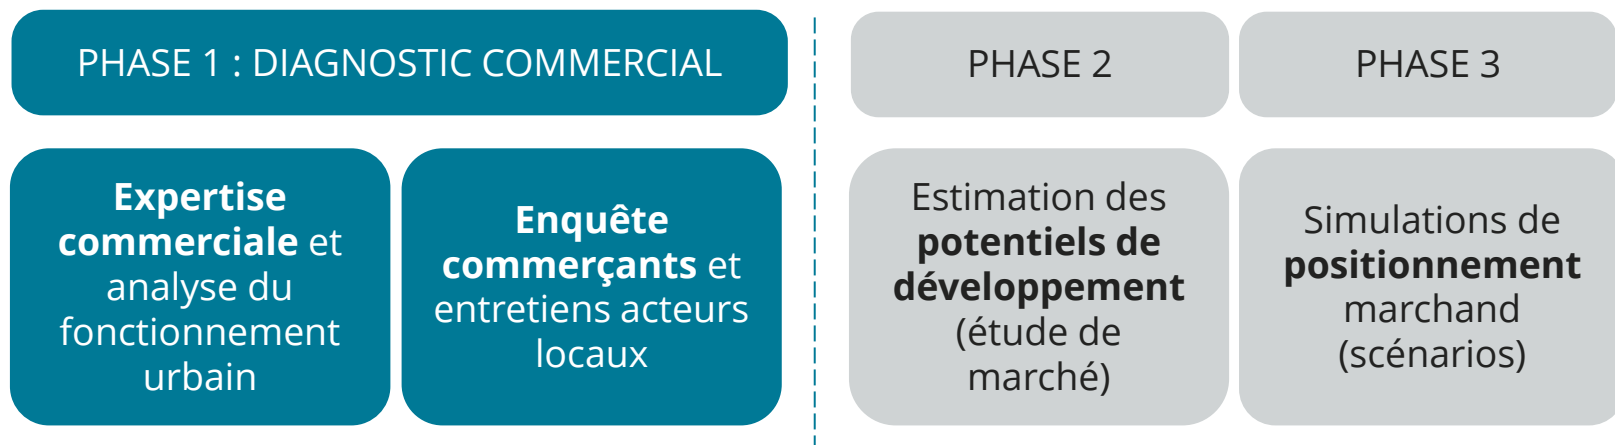 PHASE 1 : DIAGNOSTIC COMMERCIAL
PHASE 2
PHASE 3
Expertise
commerciale et
analyse du
fonctionnement
urbain
Enquête
commerçants et
entretiens acteurs
locaux
Estimation des
potentiels de
développement
(étude de
marché)
Simulations de
positionnement
marchand
(scénarios)